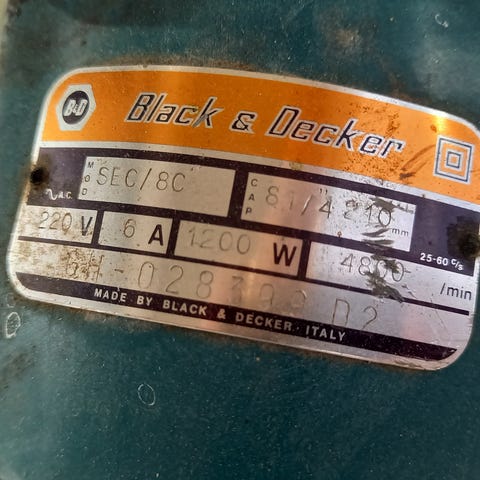 B&D Black & Decker
MOD SEC/8C CAP 81/4" 210 mm
~ A.C. 25-60 c/s
220 V 6 A 1200 W 4800 /min
MADE BY BLACK & DECKER · ITALY